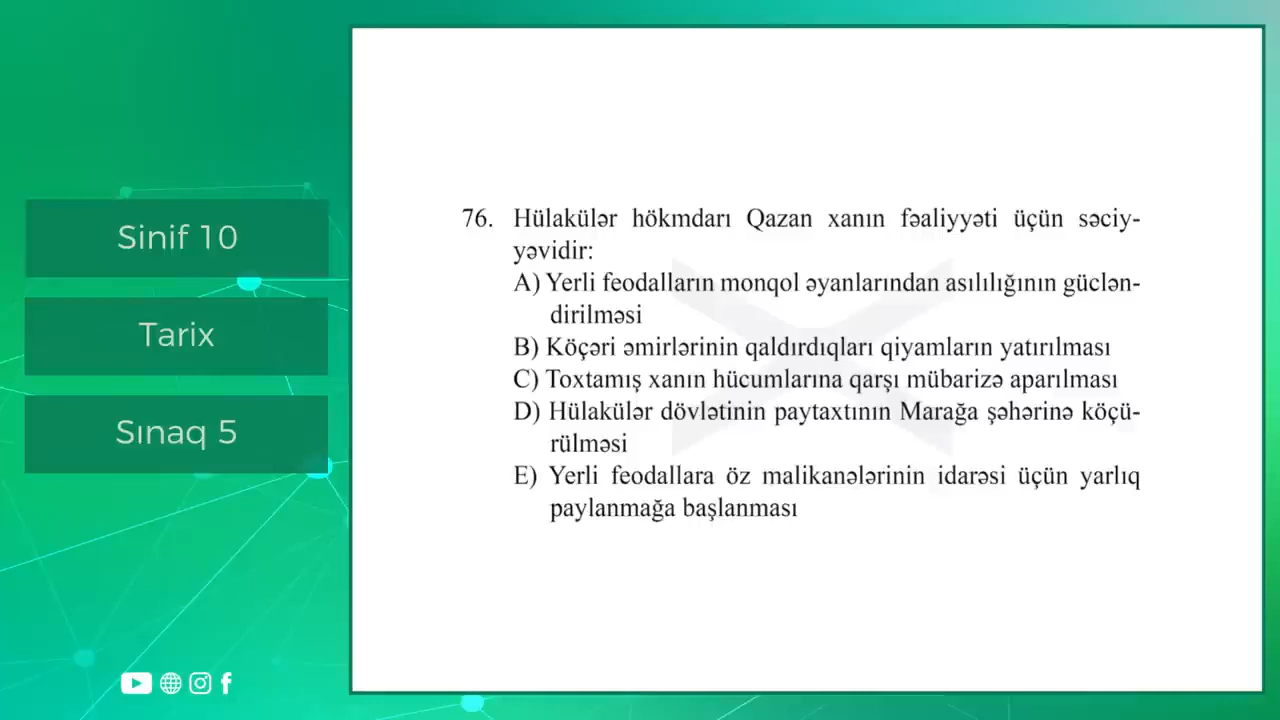 Sinif 10
Tarix
Sınaq 5
76. Hülakülər hökmdarı Qazan xanın fəaliyyəti üçün səciy-
yəvidir:
A) Yerli feodalların monqol əyanlarından asılılığının güclən-
dirilməsi
B) Köçəri əmirlərinin qaldırdıqları qiyamların yatırılması
C) Toxtamış xanın hücumlarına qarşı mübarizə aparılması
D) Hülakülər dövlətinin paytaxtının Marağa şəhərinə köçü-
rülməsi
E) Yerli feodallara öz malikanələrinin idarəsi üçün yarlıq
paylanmağa başlanması